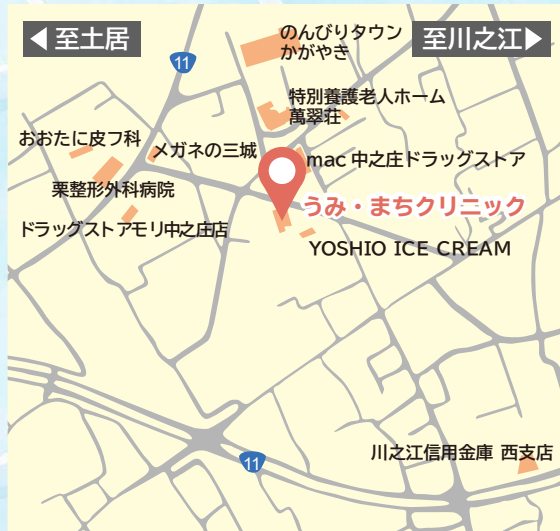 ◀ 至土居
至川之江▶
11
のんびりタウン
かがやき
特別養護老人ホーム
萬翠荘
おおたに皮フ科
メガネの三城
mac 中之庄ドラッグストア
栗整形外科病院
うみ・まちクリニック
ドラッグストアモリ中之庄店
YOSHIO ICE CREAM
川之江信用金庫 西支店
11